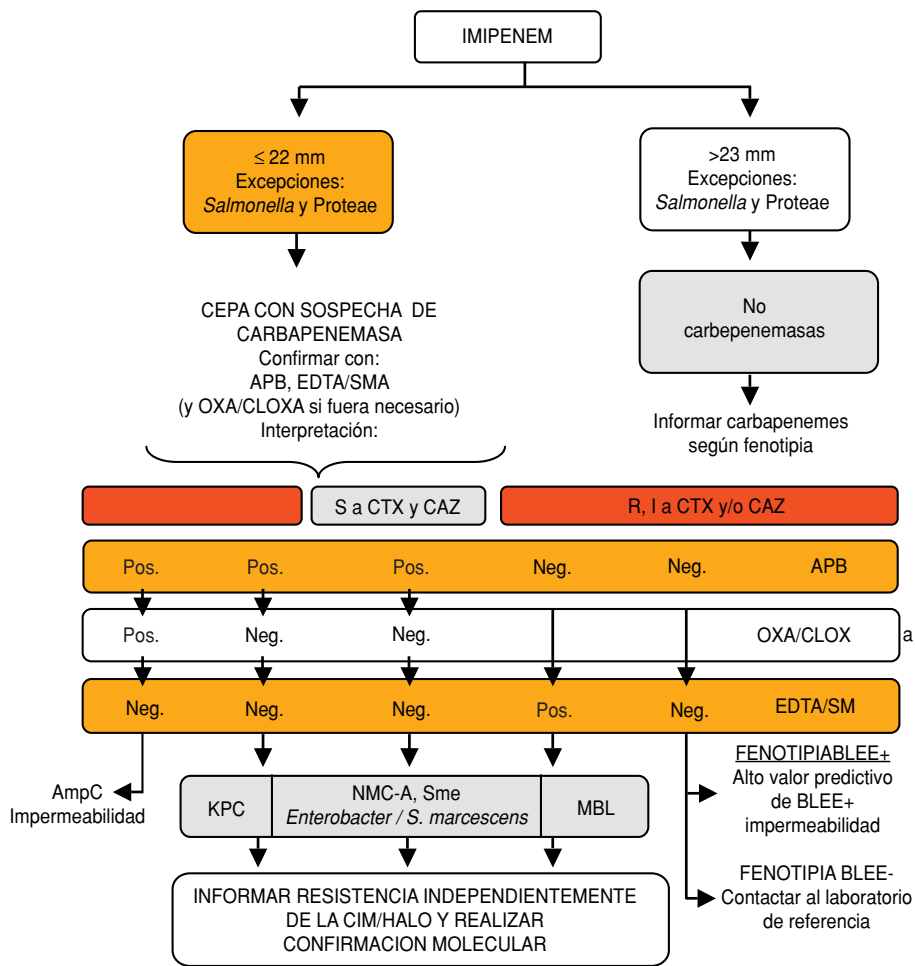 IMIPENEM
≤ 22 mm
Excepciones:
Salmonella y Proteae
>23 mm
Excepciones:
Salmonella y Proteae
CEPA CON SOSPECHA DE
CARBAPENEMASA
Confirmar con:
APB, EDTA/SMA
(y OXA/CLOXA si fuera necesario)
Interpretación:
No
carbepenemasas
Informar carbapenemes
según fenotipia
S a CTX y CAZ
R, I a CTX y/o CAZ
Pos. Pos. Pos. Neg. Neg. APB
Pos. Neg. Neg. OXA/CLOX a
Neg. Neg. Neg. Pos. Neg. EDTA/SM
AmpC
Impermeabilidad
KPC
NMC-A, Sme
Enterobacter / S. marcescens
MBL
FENOTIPIABLEE+
Alto valor predictivo
de BLEE+
impermeabilidad
FENOTIPIA BLEE-
Contactar al laboratorio
de referencia
INFORMAR RESISTENCIA INDEPENDIENTEMENTE
DE LA CIM/HALO Y REALIZAR
CONFIRMACION MOLECULAR